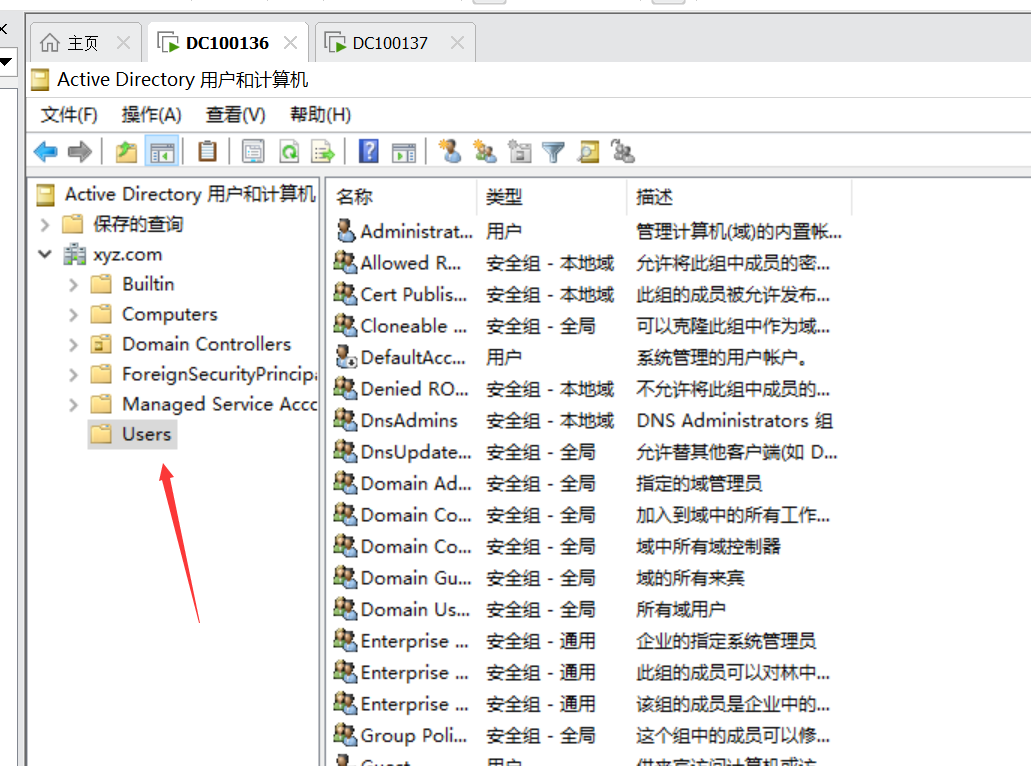 主页 DC100136 DC100137
Active Directory 用户和计算机
文件(F) 操作(A) 查看(V) 帮助(H)
Active Directory 用户和计算机
保存的查询
xyz.com
Builtin
Computers
Domain Controllers
ForeignSecurityPrincip
Managed Service Acco
Users
名称 类型 描述
Administrat... 用户 管理计算机(域)的内置帐...
Allowed R... 安全组 - 本地域 允许将此组中成员的密...
Cert Publis... 安全组 - 本地域 此组的成员被允许发布...
Cloneable ... 安全组 - 全局 可以克隆此组中作为域...
DefaultAcc... 用户 系统管理的用户帐户。
Denied RO... 安全组 - 本地域 不允许将此组中成员的...
DnsAdmins 安全组 - 本地域 DNS Administrators 组
DnsUpdate... 安全组 - 全局 允许替其他客户端(如 D...
Domain Ad... 安全组 - 全局 指定的域管理员
Domain Co... 安全组 - 全局 加入到域中的所有工作...
Domain Co... 安全组 - 全局 域中所有域控制器
Domain Gu... 安全组 - 全局 域的所有来宾
Domain Us... 安全组 - 全局 所有域用户
Enterprise ... 安全组 - 通用 企业的指定系统管理员
Enterprise ... 安全组 - 通用 此组的成员可以对林中...
Enterprise ... 安全组 - 通用 该组的成员是企业中的...
Group Poli... 安全组 - 全局 这个组中的成员可以修...
Guest 用户 供来宾访问计算机或访